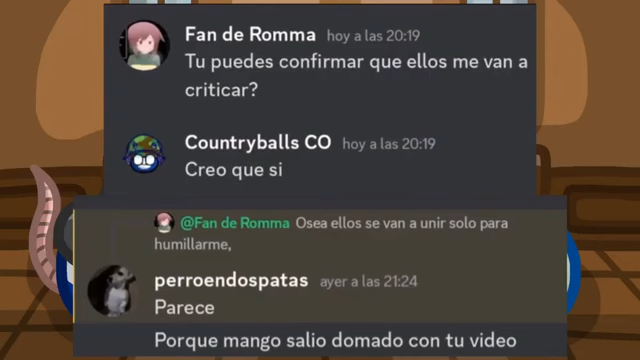 Fan de Romma hoy a las 20:19
Tu puedes confirmar que ellos me van a
criticar?
Countryballs CO hoy a las 20:19
Creo que si
@Fan de Romma Osea ellos se van a unir solo para
humillarme,
perroendospatas ayer a las 21:24
Parece
Porque mango salio domado con tu video